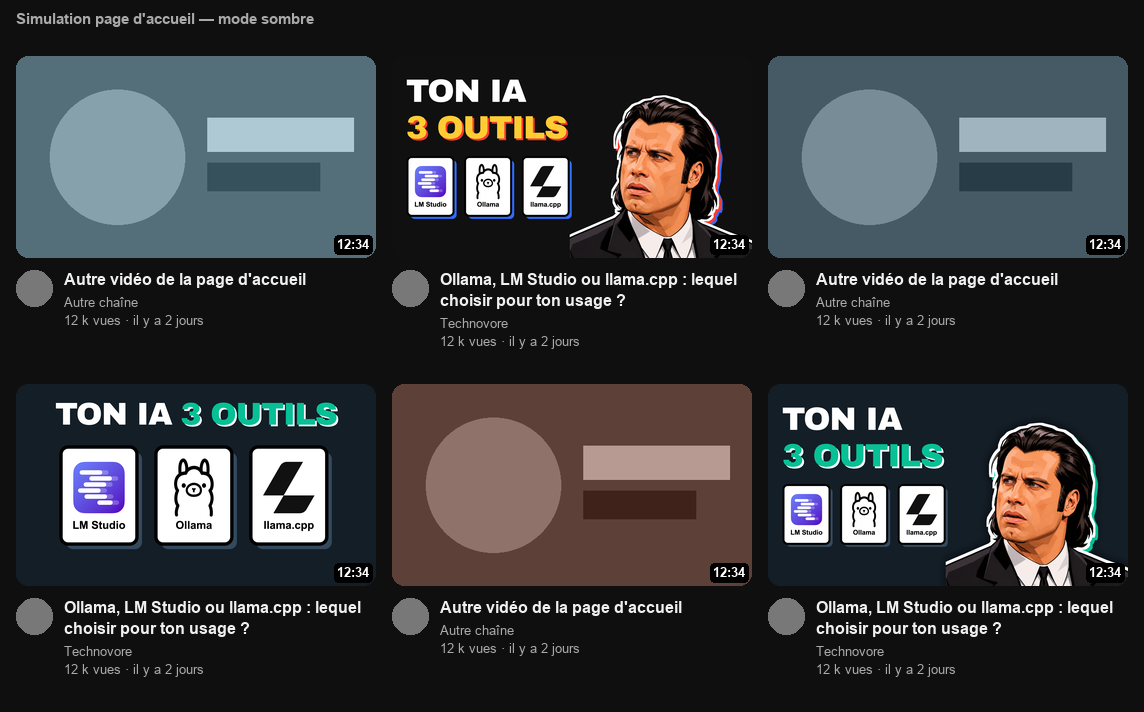 Simulation page d'accueil — mode sombre
12:34
Autre vidéo de la page d'accueil
Autre chaîne
12 k vues · il y a 2 jours
TON IA
3 OUTILS
LM Studio
Ollama
llama.cpp
12:34
Ollama, LM Studio ou llama.cpp : lequel
choisir pour ton usage ?
Technovore
12 k vues · il y a 2 jours
12:34
Autre vidéo de la page d'accueil
Autre chaîne
12 k vues · il y a 2 jours
TON IA 3 OUTILS
LM Studio
Ollama
llama.cpp
12:34
Ollama, LM Studio ou llama.cpp : lequel
choisir pour ton usage ?
Technovore
12 k vues · il y a 2 jours
12:34
Autre vidéo de la page d'accueil
Autre chaîne
12 k vues · il y a 2 jours
TON IA
3 OUTILS
LM Studio
Ollama
llama.cpp
12:34
Ollama, LM Studio ou llama.cpp : lequel
choisir pour ton usage ?
Technovore
12 k vues · il y a 2 jours